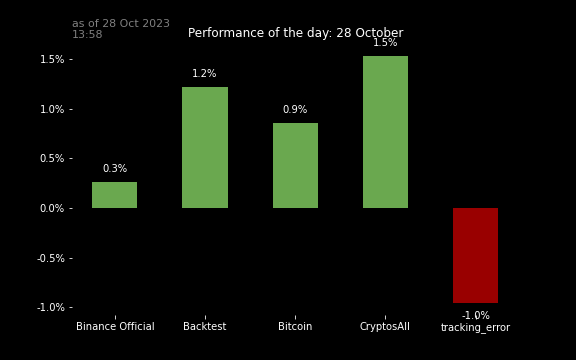 as of 28 Oct 2023
13:58
Performance of the day: 28 October
1.5%
1.0%
0.5%
0.0%
-0.5%
-1.0%
0.3%
1.2%
0.9%
1.5%
-1.0%
Binance Official
Backtest
Bitcoin
CryptosAll
tracking_error